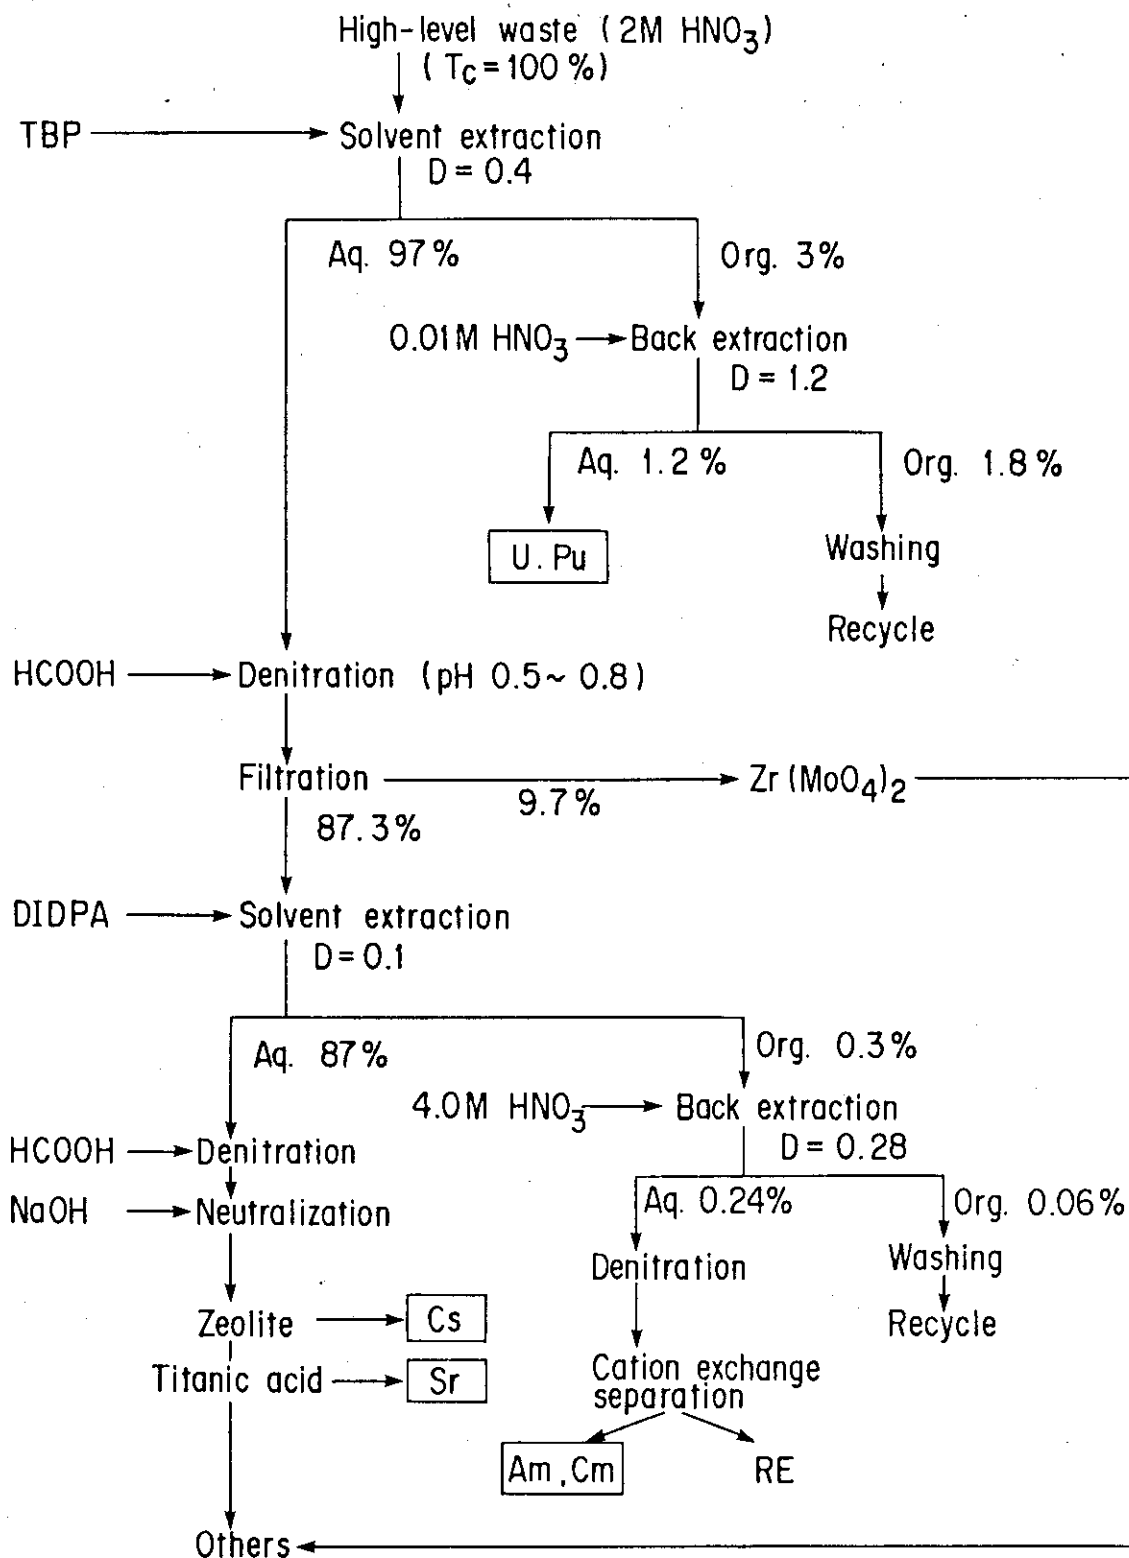 High-level waste (2M HNO₃)
(Tc=100%)
TBP
Solvent extraction
D=0.4
Aq. 97%
Org. 3%
0.01M HNO₃
Back extraction
D=1.2
Aq. 1.2%
Org. 1.8%
U.Pu
Washing
Recycle
HCOOH
Denitration (pH 0.5~0.8)
Filtration
9.7%
Zr(MoO₄)₂
87.3%
DIDPA
Solvent extraction
D=0.1
Aq. 87%
Org. 0.3%
4.0M HNO₃
Back extraction
D=0.28
HCOOH
Denitration
Aq. 0.24%
Org. 0.06%
NaOH
Neutralization
Denitration
Washing
Zeolite
Cs
Recycle
Titanic acid
Sr
Cation exchange
separation
Am,Cm
RE
Others